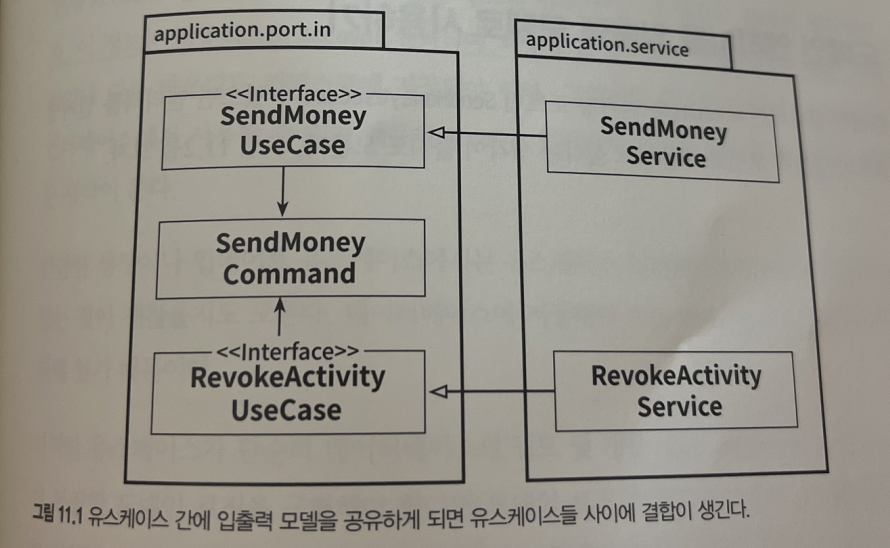 application.port.in
application.service
<<Interface>>
SendMoney
UseCase
SendMoney
Service
SendMoney
Command
<<Interface>>
RevokeActivity
UseCase
RevokeActivity
Service
그림 11.1 유스케이스 간에 입출력 모델을 공유하게 되면 유스케이스들 사이에 결합이 생긴다.